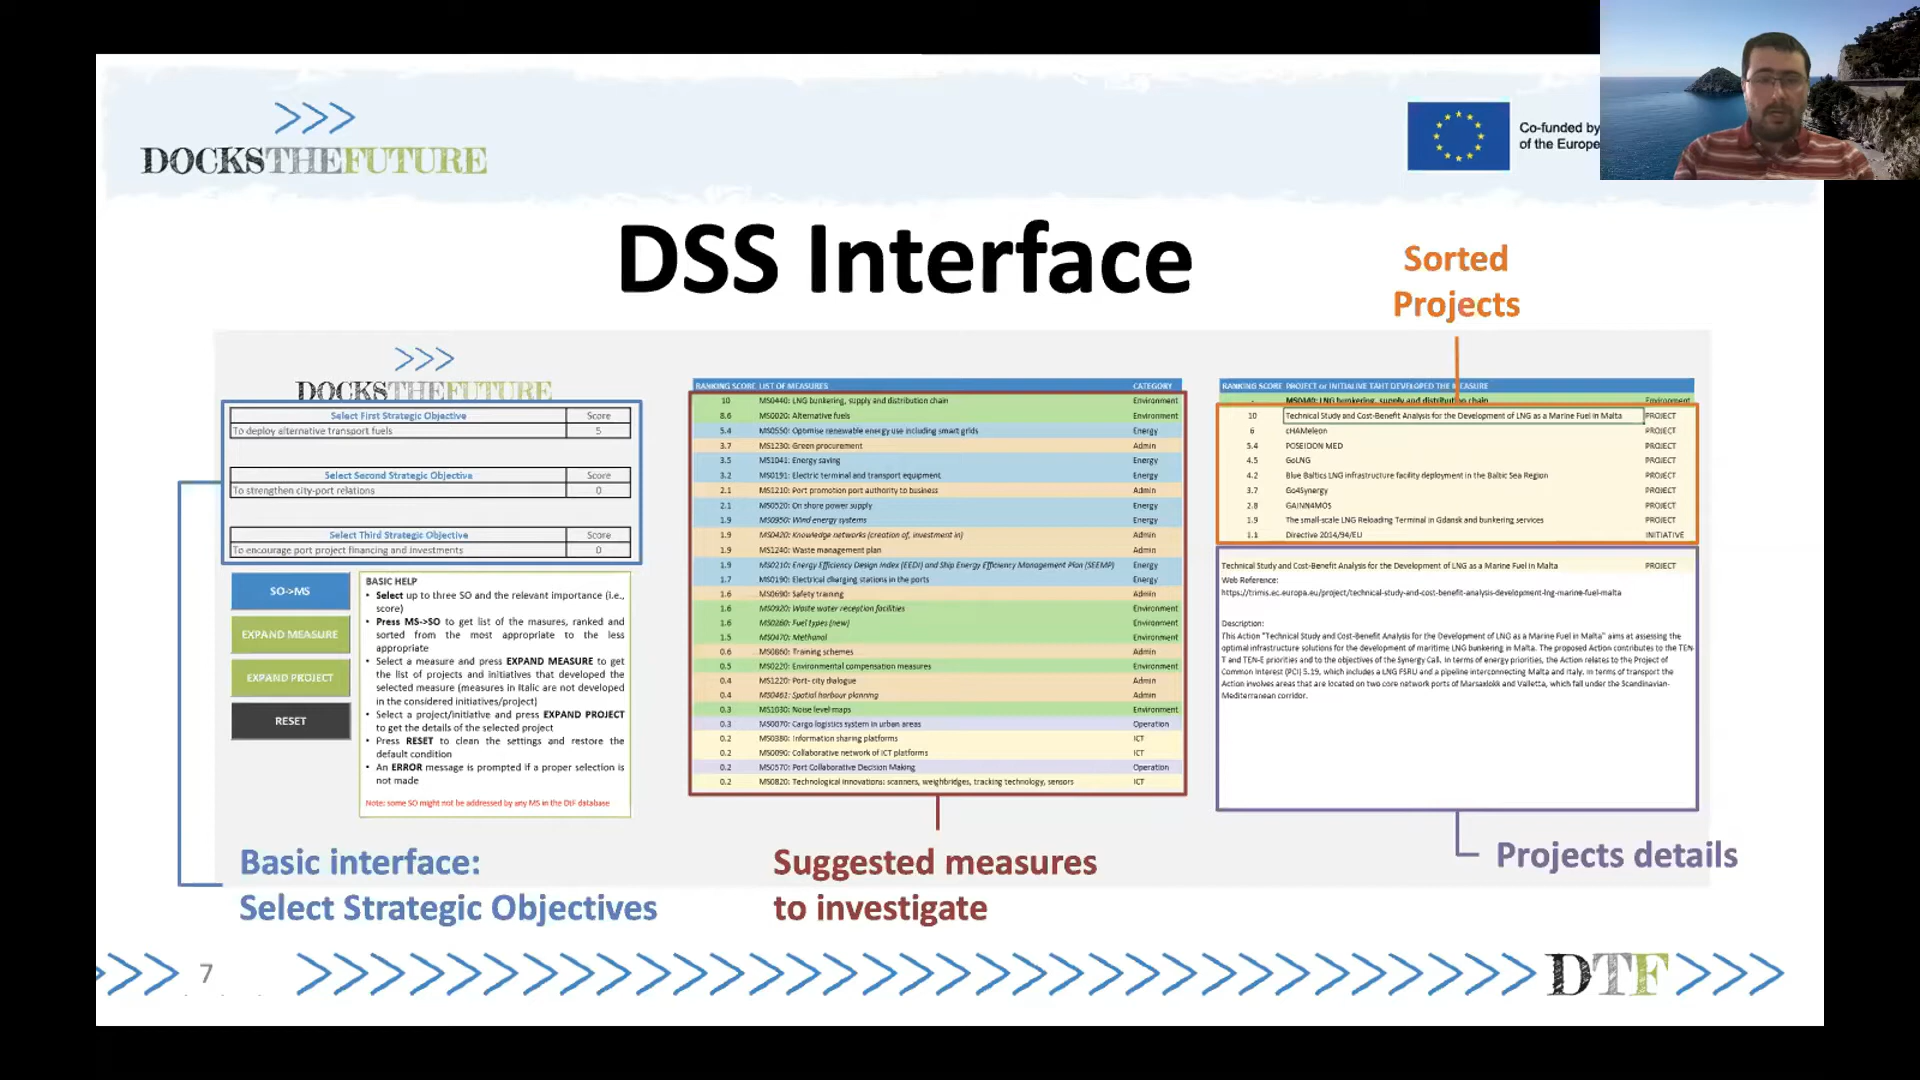 DOCKSTHEFUTURE
Co-funded by
of the Europe
DSS Interface
Sorted
Projects
DOCKSTHEFUTURE
Select First Strategic Objective Score
To deploy alternative transport fuels 5
Select Second Strategic Objective Score
To strengthen city-port relations 0
Select Third Strategic Objective Score
To encourage port project financing and investments 0
SO->MS
EXPAND MEASURE
EXPAND PROJECT
RESET
BASIC HELP
• Select up to three SO and the relevant importance (i.e.,
score)
• Press MS->SO to get list of the masures, ranked and
sorted from the most appropriate to the less
appropriate
• Select a measure and press EXPAND MEASURE to get
the list of projects and initiatives that developed the
selected measure (measures in Italic are not developed
in the considered initiatives/project)
• Select a project/initiative and press EXPAND PROJECT
to get the details of the selected project
• Press RESET to clean the settings and restore the
default condition
• An ERROR message is prompted if a proper selection is
not made
Note: some SO might not be addressed by any MS in the DtF database
RANKING SCORE LIST OF MEASURES CATEGORY
10 MS0440: LNG bunkering, supply and distribution chain Environment
8.6 MS0020: Alternative fuels Environment
5.4 MS0550: Optimise renewable energy use including smart grids Energy
3.7 MS1230: Green procurement Admin
3.5 MS1041: Energy saving Energy
3.2 MS0191: Electric terminal and transport equipment Energy
2.1 MS1210: Port promotion port authority to business Admin
2.1 MS0520: On shore power supply Energy
1.9 MS0950: Wind energy systems Energy
1.9 MS0420: Knowledge networks (creation of, investment in) Admin
1.9 MS1240: Waste management plan Admin
1.9 MS0210: Energy Efficiency Design Index (EEDI) and Ship Energy Efficiency Management Plan (SEEMP) Energy
1.7 MS0190: Electrical charging stations in the ports Energy
1.6 MS0690: Safety training Admin
1.6 MS0920: Waste water reception facilities Environment
1.6 MS0260: Fuel types (new) Environment
1.5 MS0470: Methanol Environment
0.6 MS0860: Training schemes Admin
0.5 MS0220: Environmental compensation measures Environment
0.4 MS1220: Port- city dialogue Admin
0.4 MS0461: Spatial harbour planning Admin
0.3 MS1030: Noise level maps Environment
0.3 MS0070: Cargo logistics system in urban areas Operation
0.2 MS0380: Information sharing platforms ICT
0.2 MS0090: Collaborative network of ICT platforms ICT
0.2 MS0570: Port Collaborative Decision Making Operation
0.2 MS0820: Technological innovations: scanners, weighbridges, tracking technology, sensors ICT
RANKING SCORE PROJECT or INITIALIVE TAHT DEVELOPED THE MEASURE
- MS0440: LNG bunkering, supply and distribution chain Environment
10 Technical Study and Cost-Benefit Analysis for the Development of LNG as a Marine Fuel in Malta PROJECT
6 cHAMeleon PROJECT
5.4 POSEIDON MED PROJECT
4.5 GoLNG PROJECT
4.2 Blue Baltics LNG infrastructure facility deployment in the Baltic Sea Region PROJECT
3.7 Go4Synergy PROJECT
2.8 GAINN4MOS PROJECT
1.9 The small-scale LNG Reloading Terminal in Gdansk and bunkering services PROJECT
1.1 Directive 2014/94/EU INITIATIVE
Technical Study and Cost-Benefit Analysis for the Development of LNG as a Marine Fuel in Malta PROJECT
Web Reference:
https://trimis.ec.europa.eu/project/technical-study-and-cost-benefit-analysis-development-lng-marine-fuel-malta
Description:
This Action "Technical Study and Cost-Benefit Analysis for the Development of LNG as a Marine Fuel in Malta" aims at assessing the
optimal infrastructure solutions for the development of maritime LNG bunkering in Malta. The proposed Action contributes to the TEN-
T and TEN-E priorities and to the objectives of the Synergy Call. In terms of energy priorities, the Action relates to the Project of
Common Interest (PCI) 5.19, which includes a LNG FSRU and a pipeline interconnecting Malta and Italy. In terms of transport the
Action involves areas that are located on two core network ports of Marsaxlokk and Valletta, which fall under the Scandinavian-
Mediterranean corridor.
Basic interface:
Select Strategic Objectives
Suggested measures
to investigate
Projects details
7
DTF